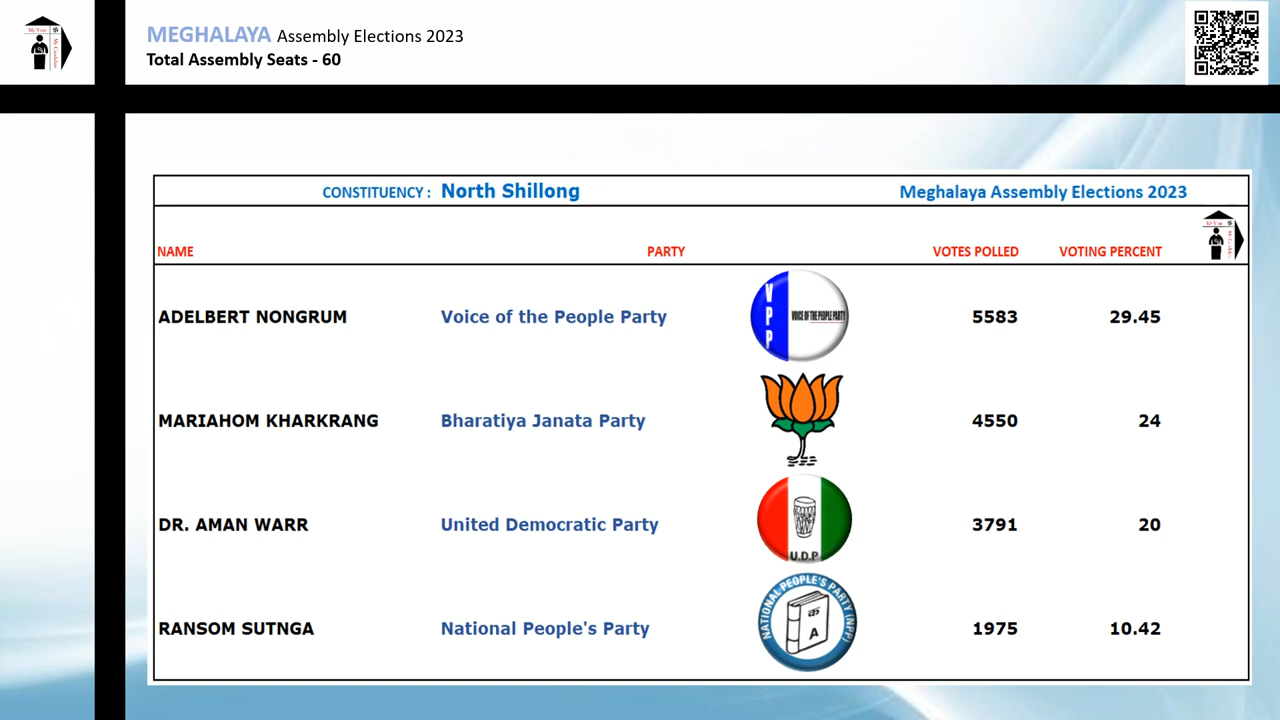 MEGHALAYA Assembly Elections 2023
Total Assembly Seats - 60
CONSTITUENCY : North Shillong Meghalaya Assembly Elections 2023
NAME PARTY VOTES POLLED VOTING PERCENT
ADELBERT NONGRUM Voice of the People Party VPP VOICE OF THE PEOPLE PARTY 5583 29.45
MARIAHOM KHARKRANG Bharatiya Janata Party 4550 24
DR. AMAN WARR United Democratic Party U.D.P 3791 20
RANSOM SUTNGA National People's Party NATIONAL PEOPLE'S PARTY (NPP) क A 1975 10.42